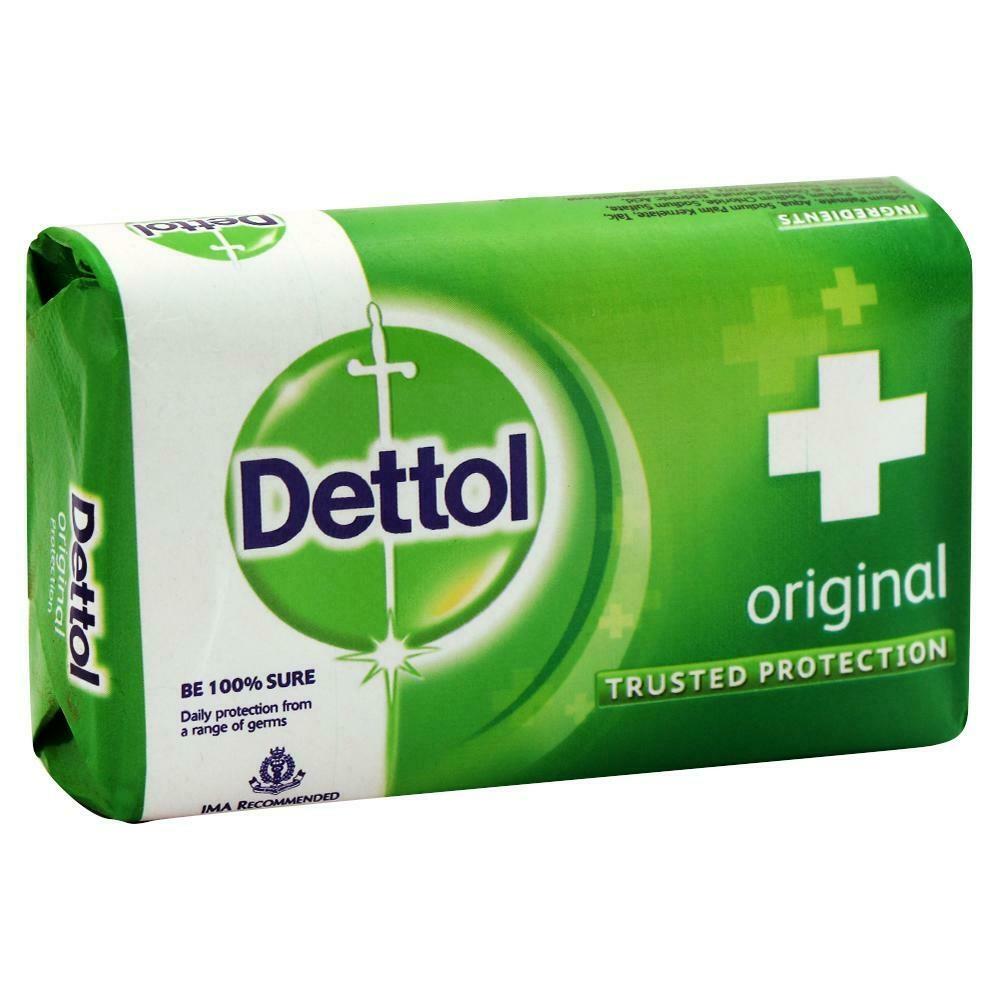 Dettol
INGREDIENTS
Dettol
original
TRUSTED PROTECTION
BE 100% SURE
Daily protection from
a range of germs
IMA RECOMMENDED
Dettol
original
Protection